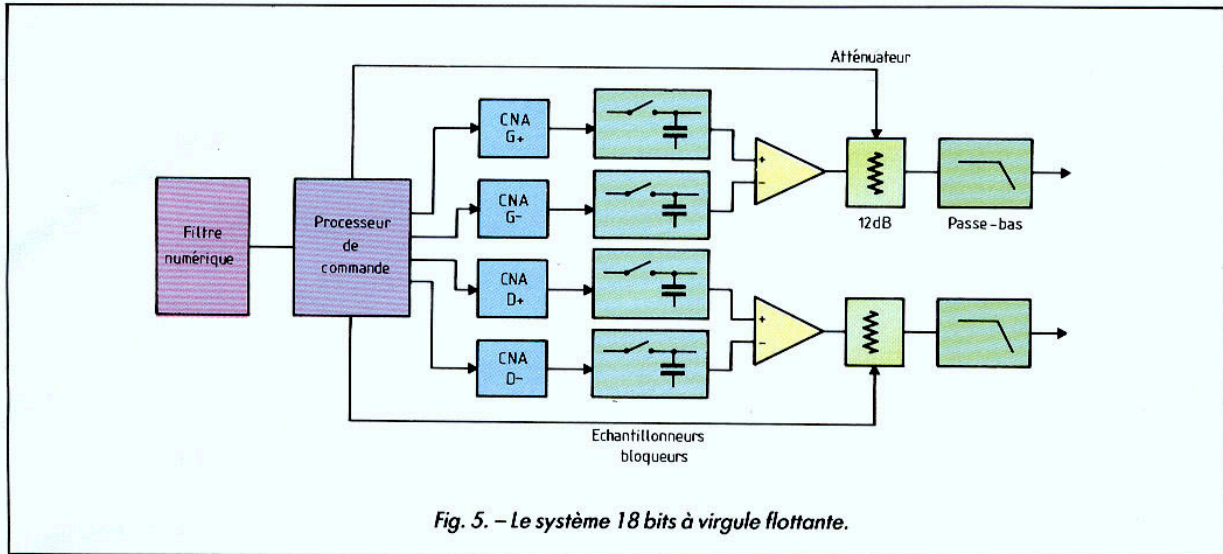 Atténuateur
CNA
G+
CNA
G-
CNA
D+
CNA
D-
Filtre
numérique
Processeur
de
commande
+
-
+
-
12dB
Passe-bas
Echantillonneurs
bloqueurs
Fig. 5. – Le système 18 bits à virgule flottante.